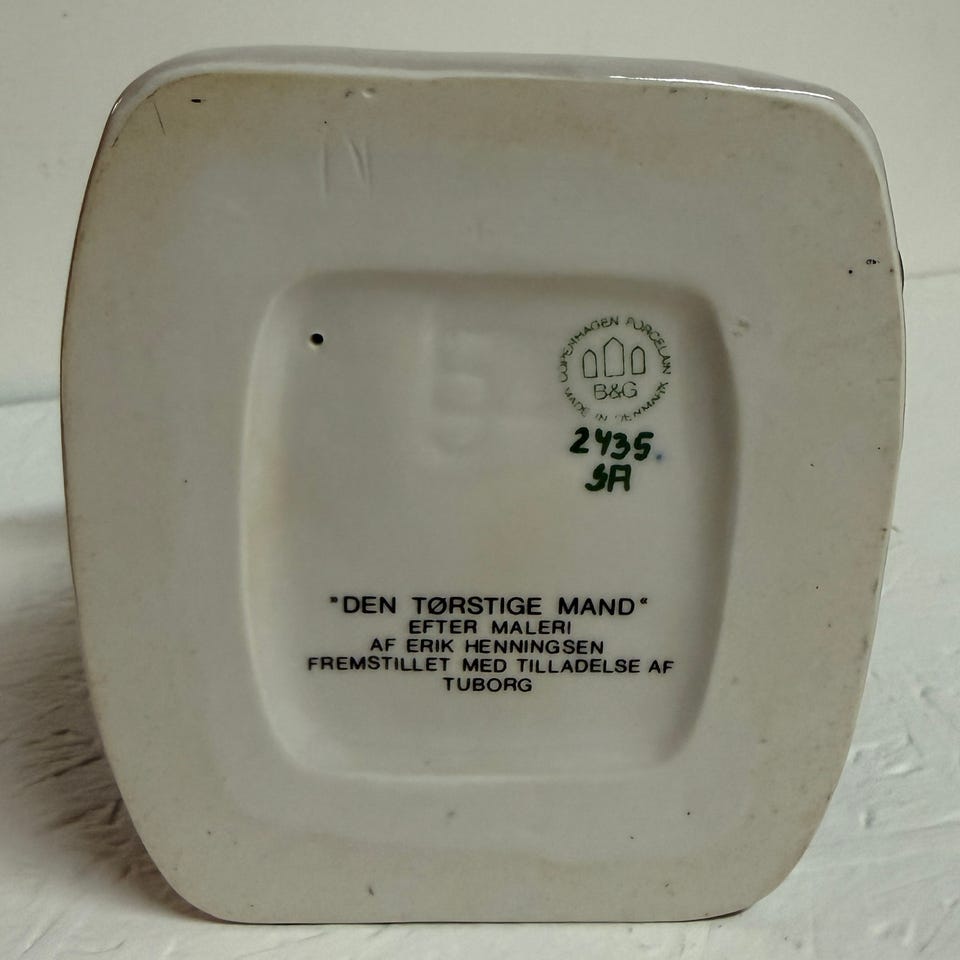 N
COPENHAGEN PORCELAIN
B&G
MADE IN DENMARK
2435.
SA
"DEN TØRSTIGE MAND"
EFTER MALERI
AF ERIK HENNINGSEN
FREMSTILLET MED TILLADELSE AF
TUBORG